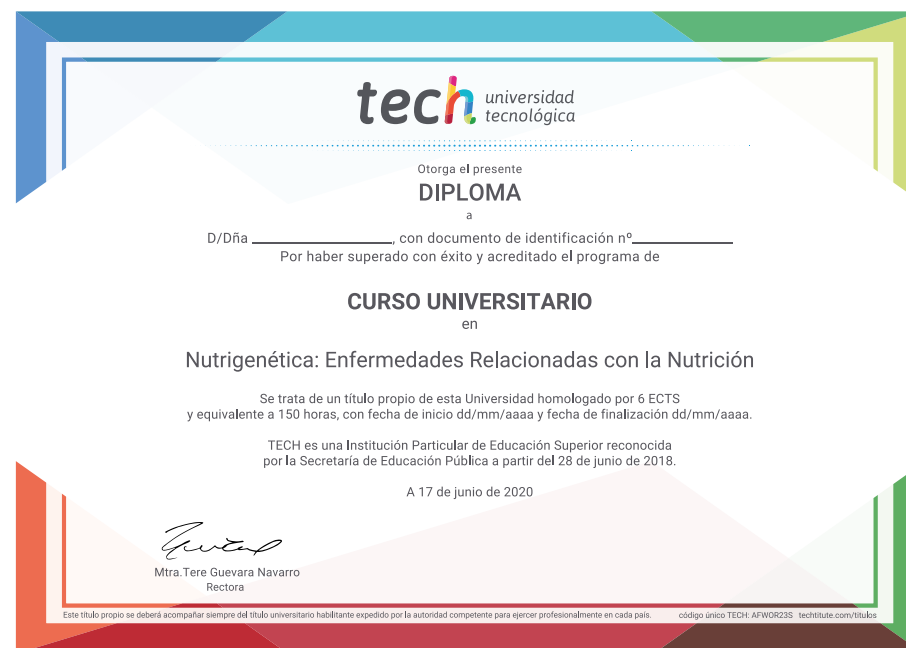 tech universidad
tecnológica
Otorga el presente
DIPLOMA
a
D/Dña ____________________, con documento de identificación nº______________
Por haber superado con éxito y acreditado el programa de
CURSO UNIVERSITARIO
en
Nutrigenética: Enfermedades Relacionadas con la Nutrición
Se trata de un título propio de esta Universidad homologado por 6 ECTS
y equivalente a 150 horas, con fecha de inicio dd/mm/aaaa y fecha de finalización dd/mm/aaaa.
TECH es una Institución Particular de Educación Superior reconocida
por la Secretaría de Educación Pública a partir del 28 de junio de 2018.
A 17 de junio de 2020
Mtra.Tere Guevara Navarro
Rectora
Este título propio se deberá acompañar siempre del título universitario habilitante expedido por la autoridad competente para ejercer profesionalmente en cada país. código único TECH: AFWOR23S techtitute.com/titulos